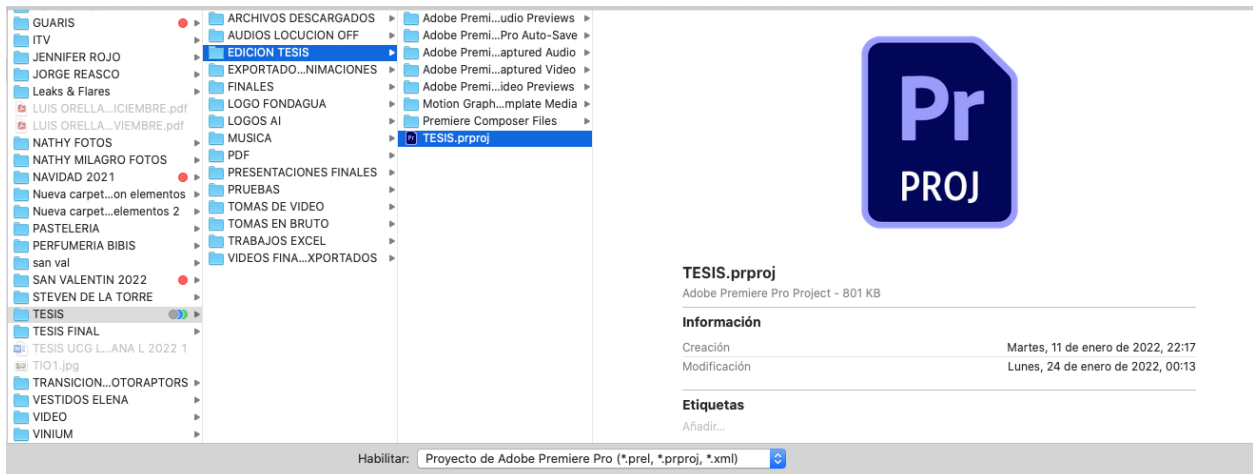 GUARIS
ITV
JENNIFER ROJO
JORGE REASCO
Leaks & Flares
LUIS ORELLA...ICIEMBRE.pdf
LUIS ORELLA...VIEMBRE.pdf
NATHY FOTOS
NATHY MILAGRO FOTOS
NAVIDAD 2021
Nueva carpet...on elementos
Nueva carpet...elementos 2
PASTELERIA
PERFUMERIA BIBIS
san val
SAN VALENTIN 2022
STEVEN DE LA TORRE
TESIS
TESIS FINAL
TESIS UCG L...ANA L 2022 1
TIO1.jpg
TRANSICION...OTORAPTORS
VESTIDOS ELENA
VIDEO
VINIUM
ARCHIVOS DESCARGADOS
AUDIOS LOCUCION OFF
EDICION TESIS
EXPORTADO...NIMACIONES
FINALES
LOGO FONDAGUA
LOGOS AI
MUSICA
PDF
PRESENTACIONES FINALES
PRUEBAS
TOMAS DE VIDEO
TOMAS EN BRUTO
TRABAJOS EXCEL
VIDEOS FINA...XPORTADOS
Adobe Premi...udio Previews
Adobe Premi...Pro Auto-Save
Adobe Premi...aptured Audio
Adobe Premi...aptured Video
Adobe Premi...ideo Previews
Motion Graph...mplate Media
Premiere Composer Files
TESIS.prproj
Pr
PROJ
TESIS.prproj
Adobe Premiere Pro Project - 801 KB
Información
Creación Martes, 11 de enero de 2022, 22:17
Modificación Lunes, 24 de enero de 2022, 00:13
Etiquetas
Añadir...
Habilitar: Proyecto de Adobe Premiere Pro (*.prel, *.prproj, *.xml)